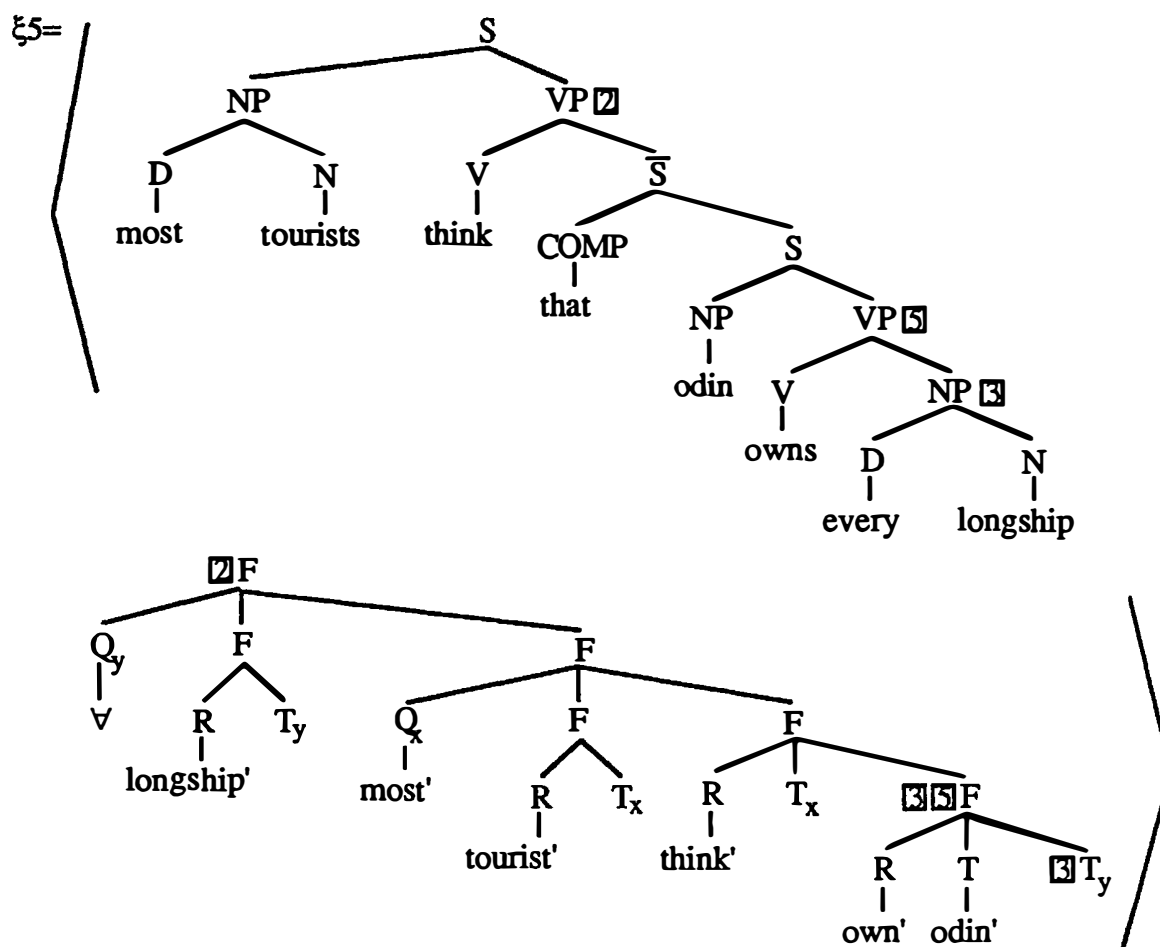 ξ5=
S
NP VP 2
D N V S̅
most tourists think COMP S
that NP VP 5
odin V NP 3
owns D N
every longship
2 F
Qy F F
∀ R Ty Qx F F
longship' most' R Tx R Tx 3 5 F
tourist' think' R T 3 Ty
own' odin'